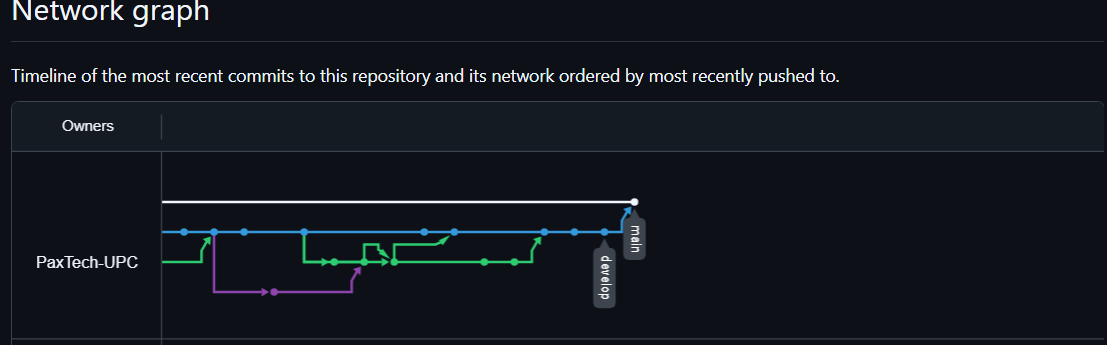 Network graph
Timeline of the most recent commits to this repository and its network ordered by most recently pushed to.
Owners
PaxTech-UPC
main
develop